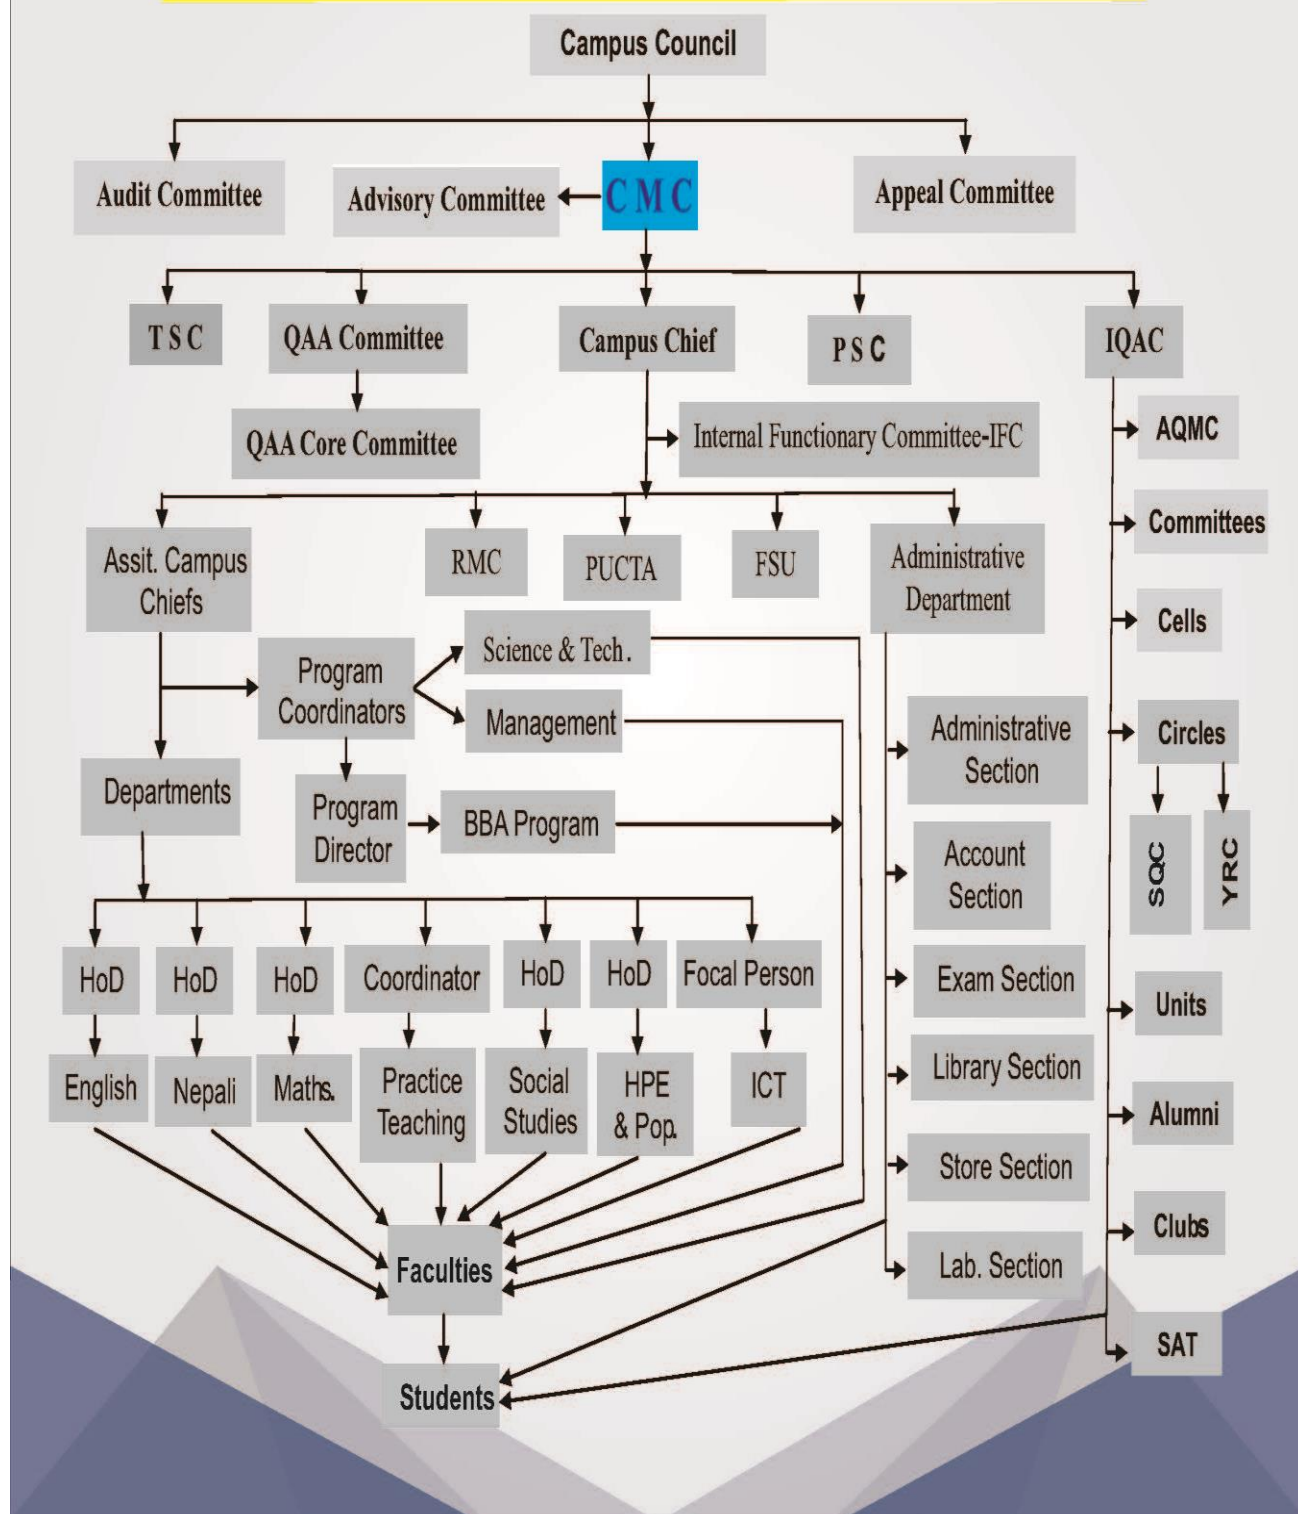 Campus Council
Audit Committee
Advisory Committee
C M C
Appeal Committee
T S C
QAA Committee
Campus Chief
P S C
IQAC
QAA Core Committee
Internal Functionary Committee-IFC
AQMC
Committees
Assit. Campus
Chiefs
RMC
PUCTA
FSU
Administrative
Department
Cells
Program
Coordinators
Science & Tech.
Management
Administrative
Section
Circles
Departments
Program
Director
BBA Program
Account
Section
SQC
YRC
HoD
HoD
HoD
Coordinator
HoD
HoD
Focal Person
Exam Section
Units
English
Nepali
Maths.
Practice
Teaching
Social
Studies
HPE
& Pop.
ICT
Library Section
Alumni
Store Section
Clubs
Faculties
Lab. Section
Students
SAT